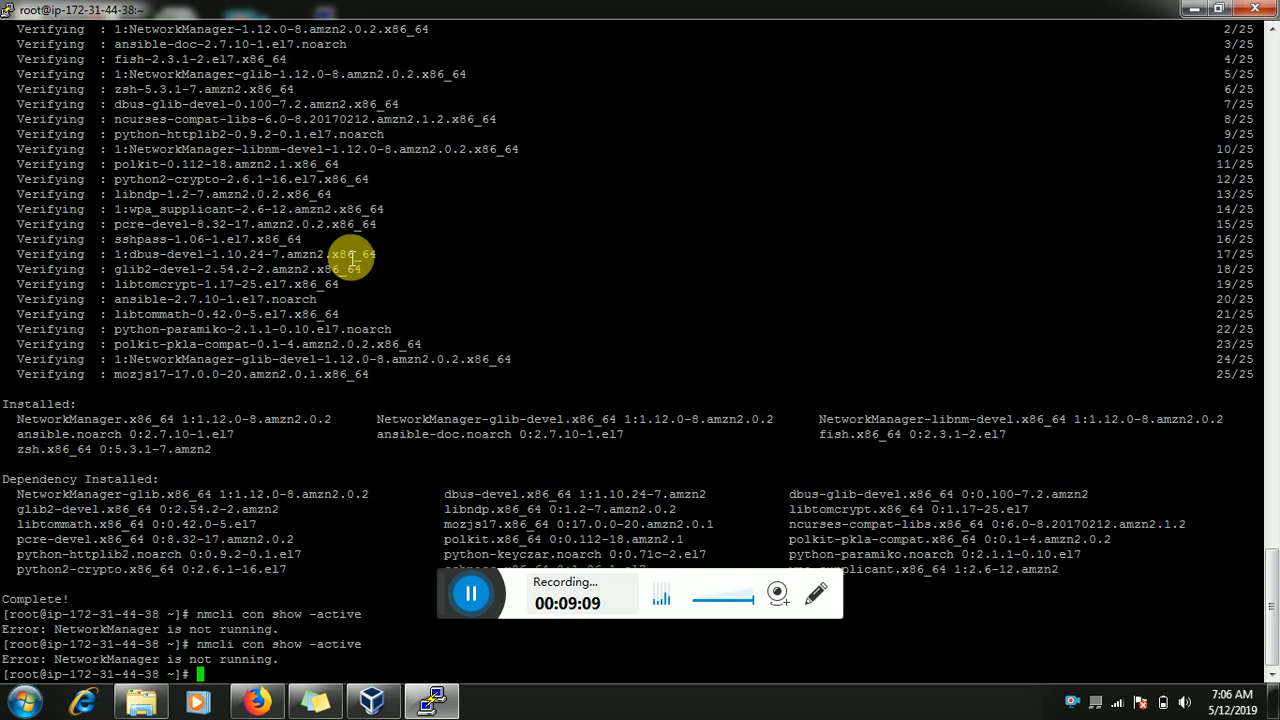 root@ip-172-31-44-38:~
Verifying : 1:NetworkManager-1.12.0-8.amzn2.0.2.x86_64 2/25
Verifying : ansible-doc-2.7.10-1.el7.noarch 3/25
Verifying : fish-2.3.1-2.el7.x86_64 4/25
Verifying : 1:NetworkManager-glib-1.12.0-8.amzn2.0.2.x86_64 5/25
Verifying : zsh-5.3.1-7.amzn2.x86_64 6/25
Verifying : dbus-glib-devel-0.100-7.2.amzn2.x86_64 7/25
Verifying : ncurses-compat-libs-6.0-8.20170212.amzn2.1.2.x86_64 8/25
Verifying : python-httplib2-0.9.2-0.1.el7.noarch 9/25
Verifying : 1:NetworkManager-libnm-devel-1.12.0-8.amzn2.0.2.x86_64 10/25
Verifying : polkit-0.112-18.amzn2.1.x86_64 11/25
Verifying : python2-crypto-2.6.1-16.el7.x86_64 12/25
Verifying : libndp-1.2-7.amzn2.0.2.x86_64 13/25
Verifying : 1:wpa_supplicant-2.6-12.amzn2.x86_64 14/25
Verifying : pcre-devel-8.32-17.amzn2.0.2.x86_64 15/25
Verifying : sshpass-1.06-1.el7.x86_64 16/25
Verifying : 1:dbus-devel-1.10.24-7.amzn2.x86_64 17/25
Verifying : glib2-devel-2.54.2-2.amzn2.x86_64 18/25
Verifying : libtomcrypt-1.17-25.el7.x86_64 19/25
Verifying : ansible-2.7.10-1.el7.noarch 20/25
Verifying : libtommath-0.42.0-5.el7.x86_64 21/25
Verifying : python-paramiko-2.1.1-0.10.el7.noarch 22/25
Verifying : polkit-pkla-compat-0.1-4.amzn2.0.2.x86_64 23/25
Verifying : 1:NetworkManager-glib-devel-1.12.0-8.amzn2.0.2.x86_64 24/25
Verifying : mozjs17-17.0.0-20.amzn2.0.1.x86_64 25/25
Installed:
NetworkManager.x86_64 1:1.12.0-8.amzn2.0.2 NetworkManager-glib-devel.x86_64 1:1.12.0-8.amzn2.0.2 NetworkManager-libnm-devel.x86_64 1:1.12.0-8.amzn2.0.2
ansible.noarch 0:2.7.10-1.el7 ansible-doc.noarch 0:2.7.10-1.el7 fish.x86_64 0:2.3.1-2.el7
zsh.x86_64 0:5.3.1-7.amzn2
Dependency Installed:
NetworkManager-glib.x86_64 1:1.12.0-8.amzn2.0.2 dbus-devel.x86_64 1:1.10.24-7.amzn2 dbus-glib-devel.x86_64 0:0.100-7.2.amzn2
glib2-devel.x86_64 0:2.54.2-2.amzn2 libndp.x86_64 0:1.2-7.amzn2.0.2 libtomcrypt.x86_64 0:1.17-25.el7
libtommath.x86_64 0:0.42.0-5.el7 mozjs17.x86_64 0:17.0.0-20.amzn2.0.1 ncurses-compat-libs.x86_64 0:6.0-8.20170212.amzn2.1.2
pcre-devel.x86_64 0:8.32-17.amzn2.0.2 polkit.x86_64 0:0.112-18.amzn2.1 polkit-pkla-compat.x86_64 0:0.1-4.amzn2.0.2
python-httplib2.noarch 0:0.9.2-0.1.el7 python-keyczar.noarch 0:0.71c-2.el7 python-paramiko.noarch 0:2.1.1-0.10.el7
python2-crypto.x86_64 0:2.6.1-16.el7 1:2.6-12.amzn2
Complete!
[root@ip-172-31-44-38 ~]# nmcli con show -active
Error: NetworkManager is not running.
[root@ip-172-31-44-38 ~]# nmcli con show -active
Error: NetworkManager is not running.
[root@ip-172-31-44-38 ~]#
Recording...
00:09:09
7:06 AM
5/12/2019